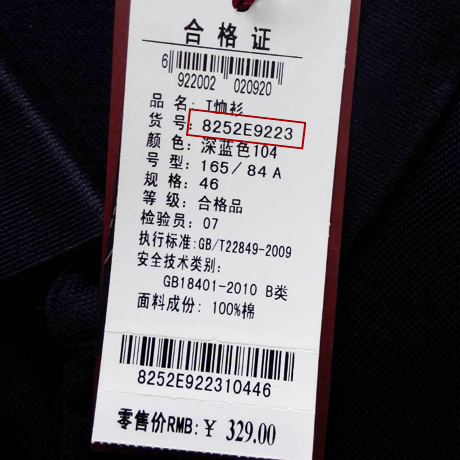 合格证
6 922002 020920
品 名: T恤衫
货 号: 8252E9223
颜 色: 深蓝色104
号 型: 165/84A
规 格: 46
等 级: 合格品
检验员: 07
执行标准:GB/T22849-2009
安全技术类别:
GB18401-2010 B类
面料成份: 100%棉
8252E922310446
零售价RMB:¥ 329.00